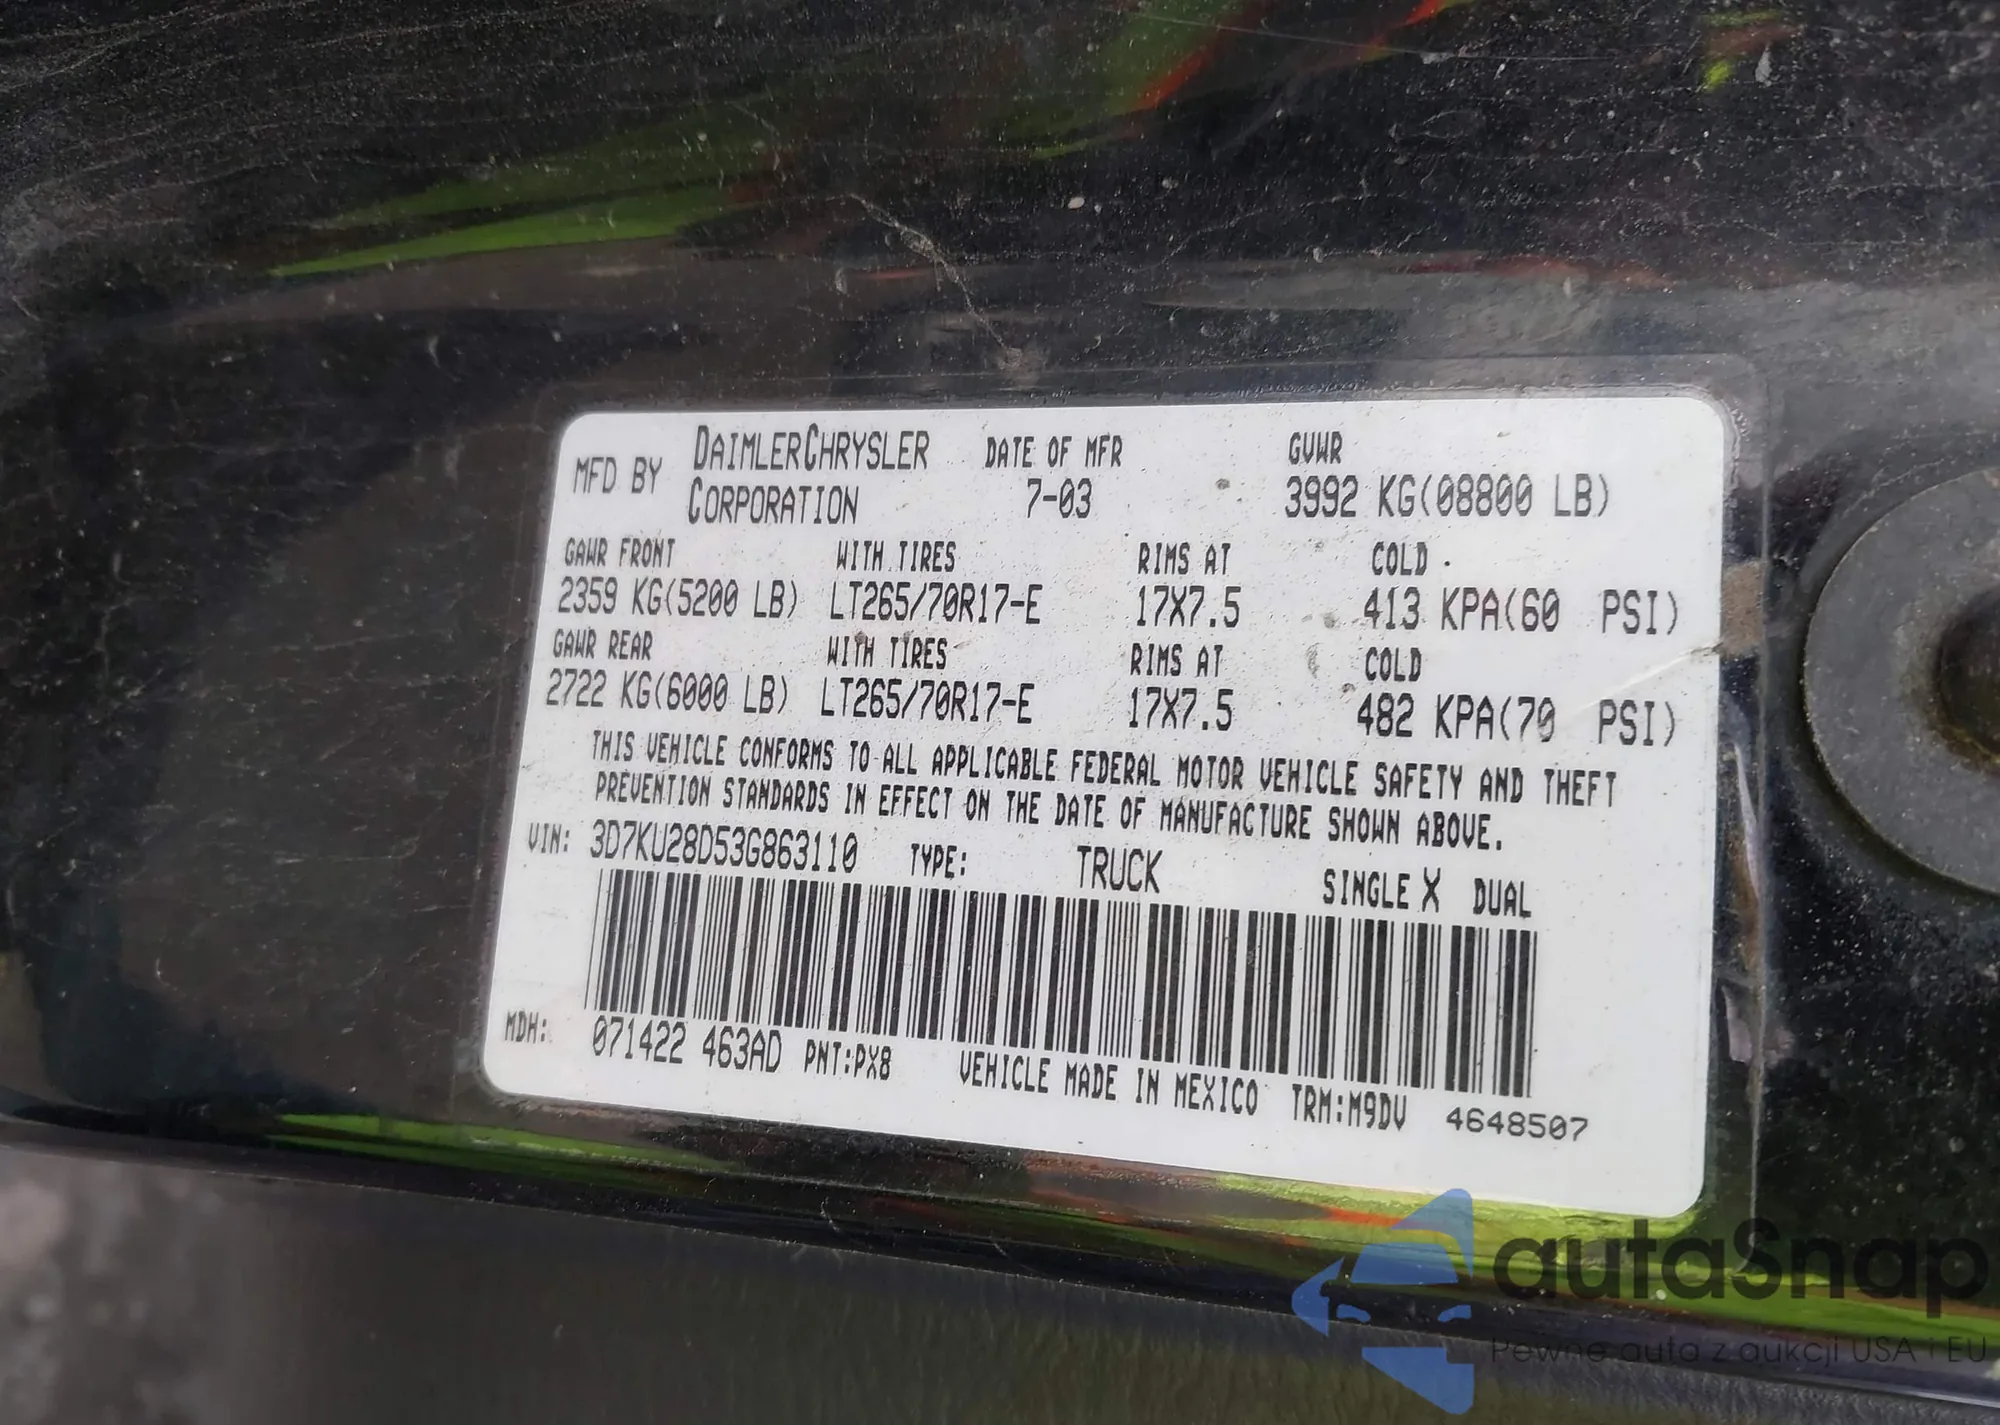 MFD BY DAIMLERCHRYSLER CORPORATION DATE OF MFR 7-03 GVWR 3992 KG(08800 LB)
GAWR FRONT WITH TIRES RIMS AT COLD
2359 KG(5200 LB) LT265/70R17-E 17X7.5 413 KPA(60 PSI)
GAWR REAR WITH TIRES RIMS AT COLD
2722 KG(6000 LB) LT265/70R17-E 17X7.5 482 KPA(70 PSI)
THIS VEHICLE CONFORMS TO ALL APPLICABLE FEDERAL MOTOR VEHICLE SAFETY AND THEFT
PREVENTION STANDARDS IN EFFECT ON THE DATE OF MANUFACTURE SHOWN ABOVE.
VIN: 3D7KU28D53G863110 TYPE: TRUCK SINGLE X DUAL
MDH: 071422 463AD PNT:PX8 VEHICLE MADE IN MEXICO TRM:M9DV 4648507
autaSnap
Pewne auta z aukcji USA i EU